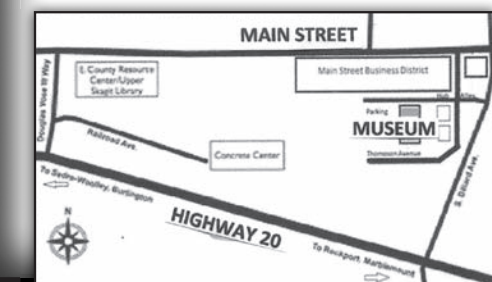 MAIN STREET
E. County Resource
Center/Upper
Skagit Library
Main Street Business District
Douglas Vose III Way
Alley
Parking
MUSEUM
Railroad Ave.
Concrete Center
Thompson Avenue
S. Dillard Ave.
To Sedro-Woolley, Burlington
N
HIGHWAY 20
To Rockport, Marblemount